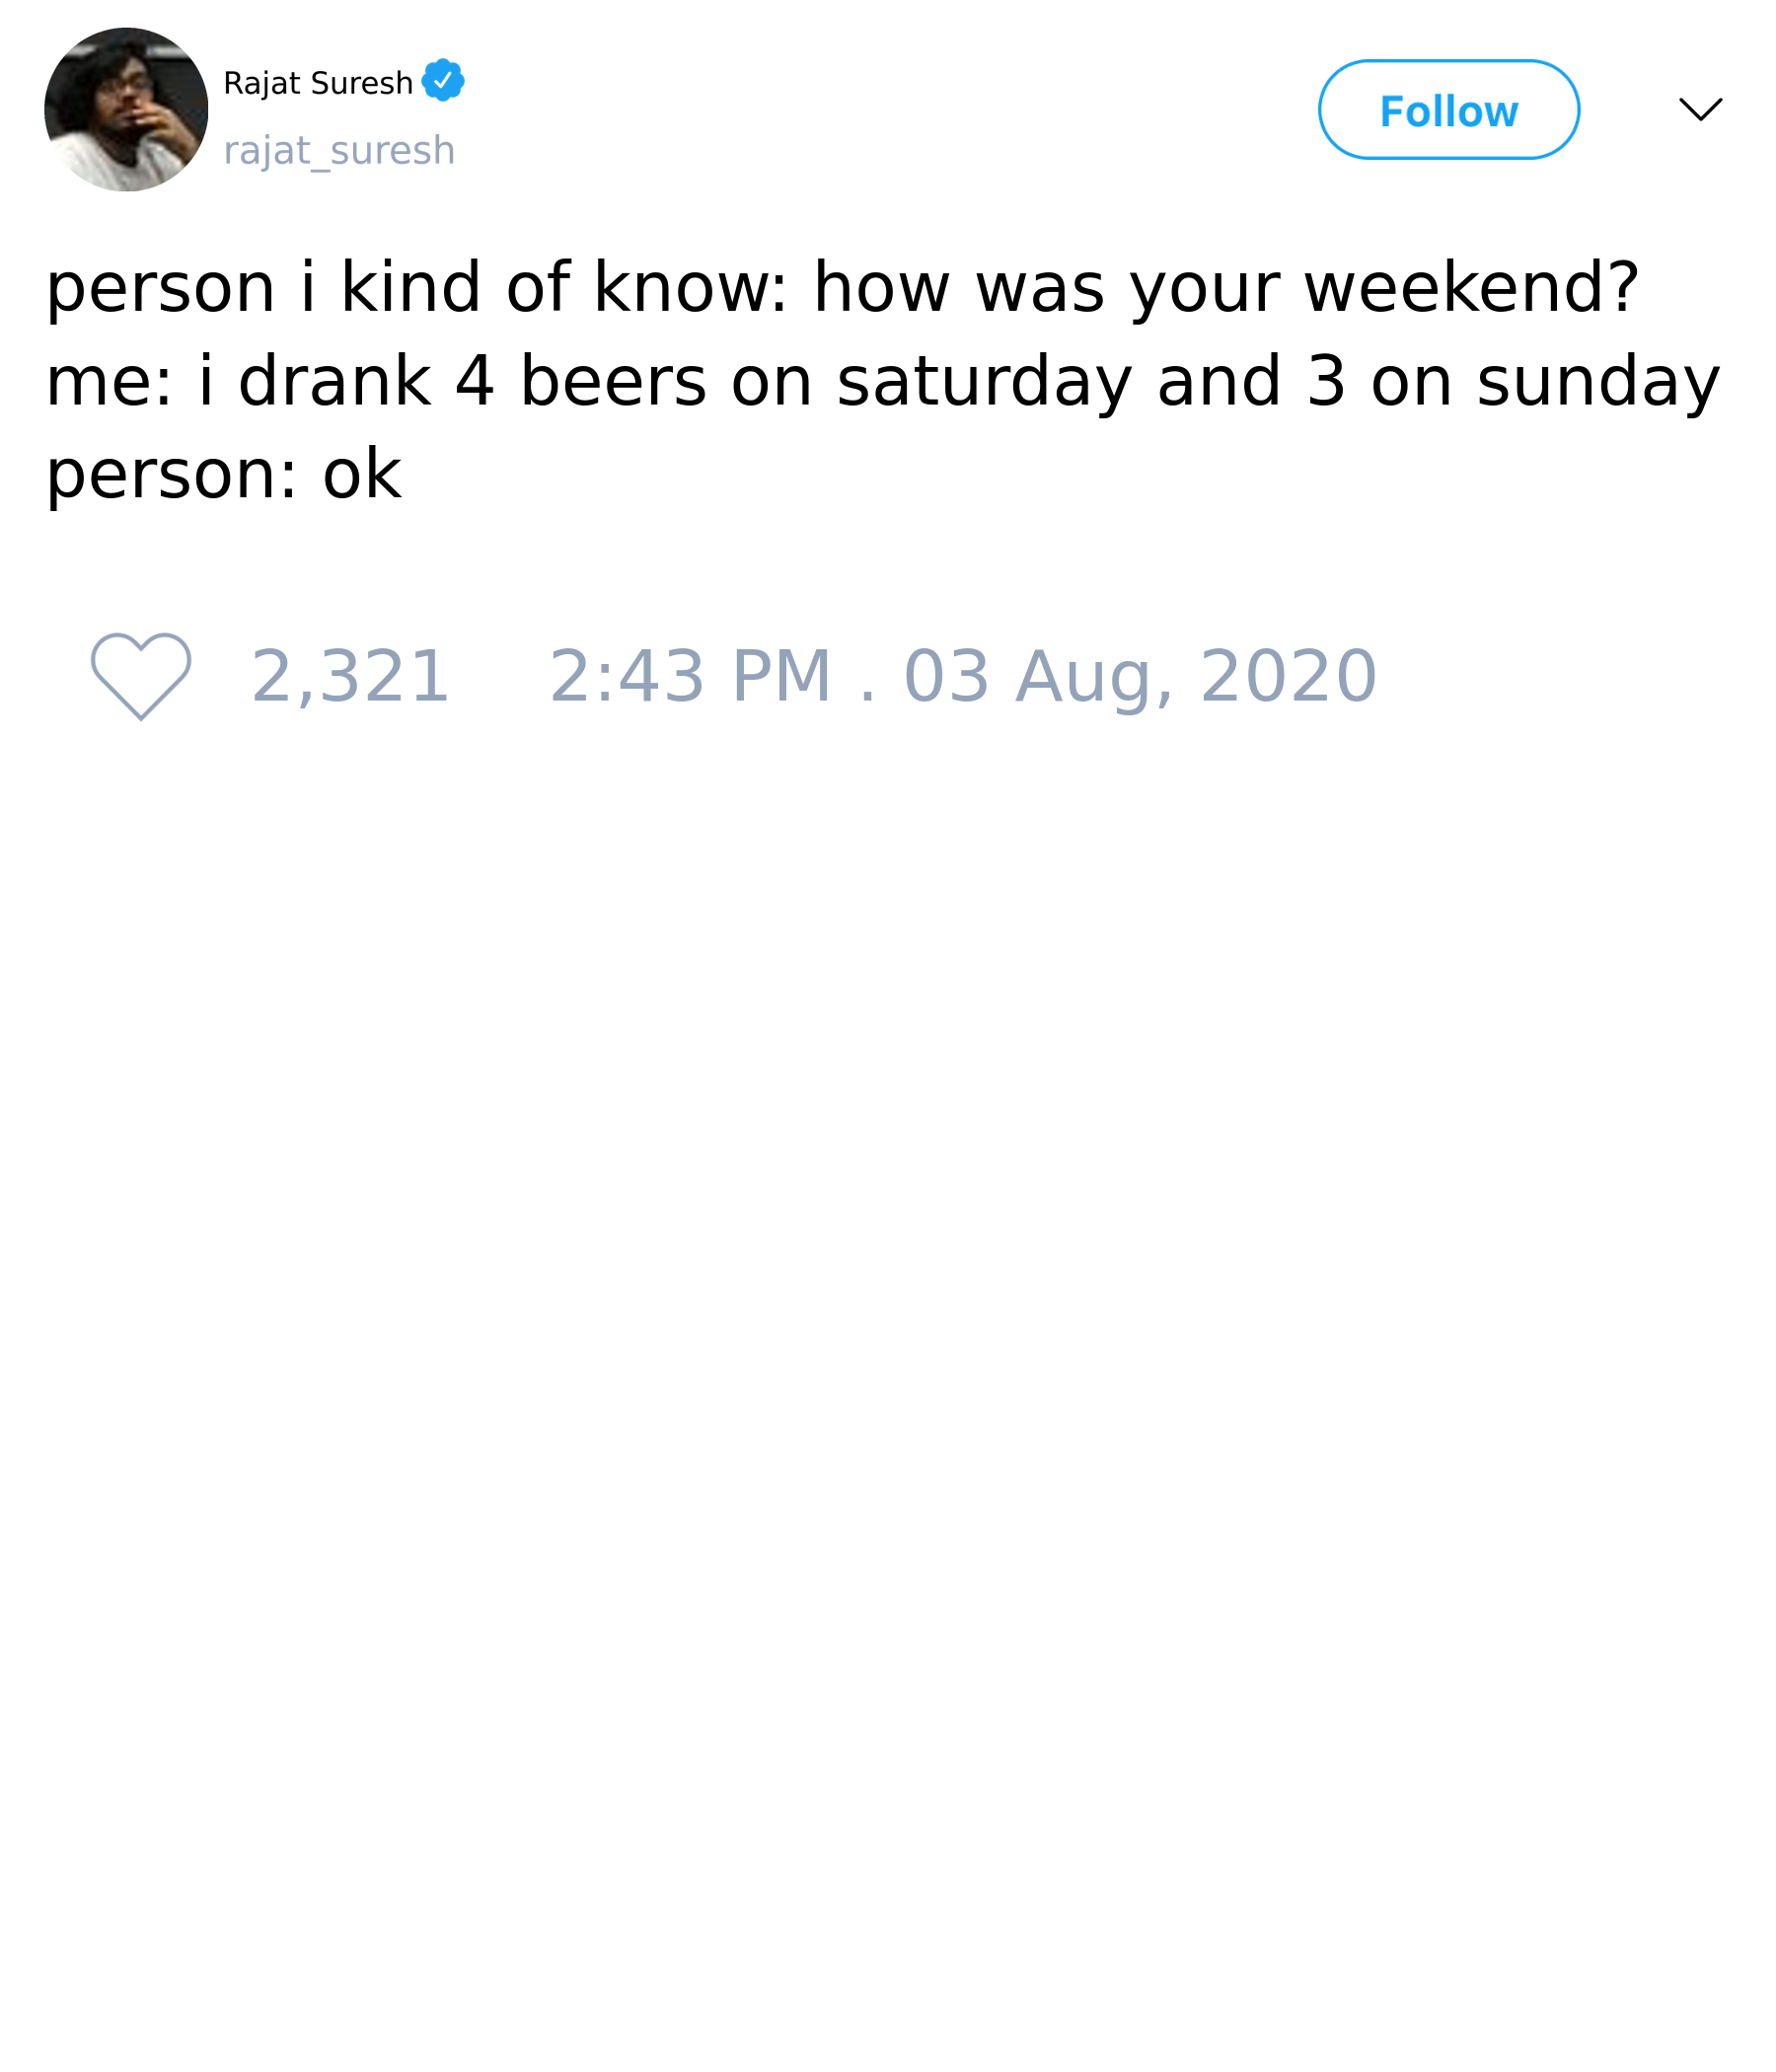 Rajat Suresh
rajat_suresh
Follow
person i kind of know: how was your weekend?
me: i drank 4 beers on saturday and 3 on sunday
person: ok
2,321 2:43 PM . 03 Aug, 2020